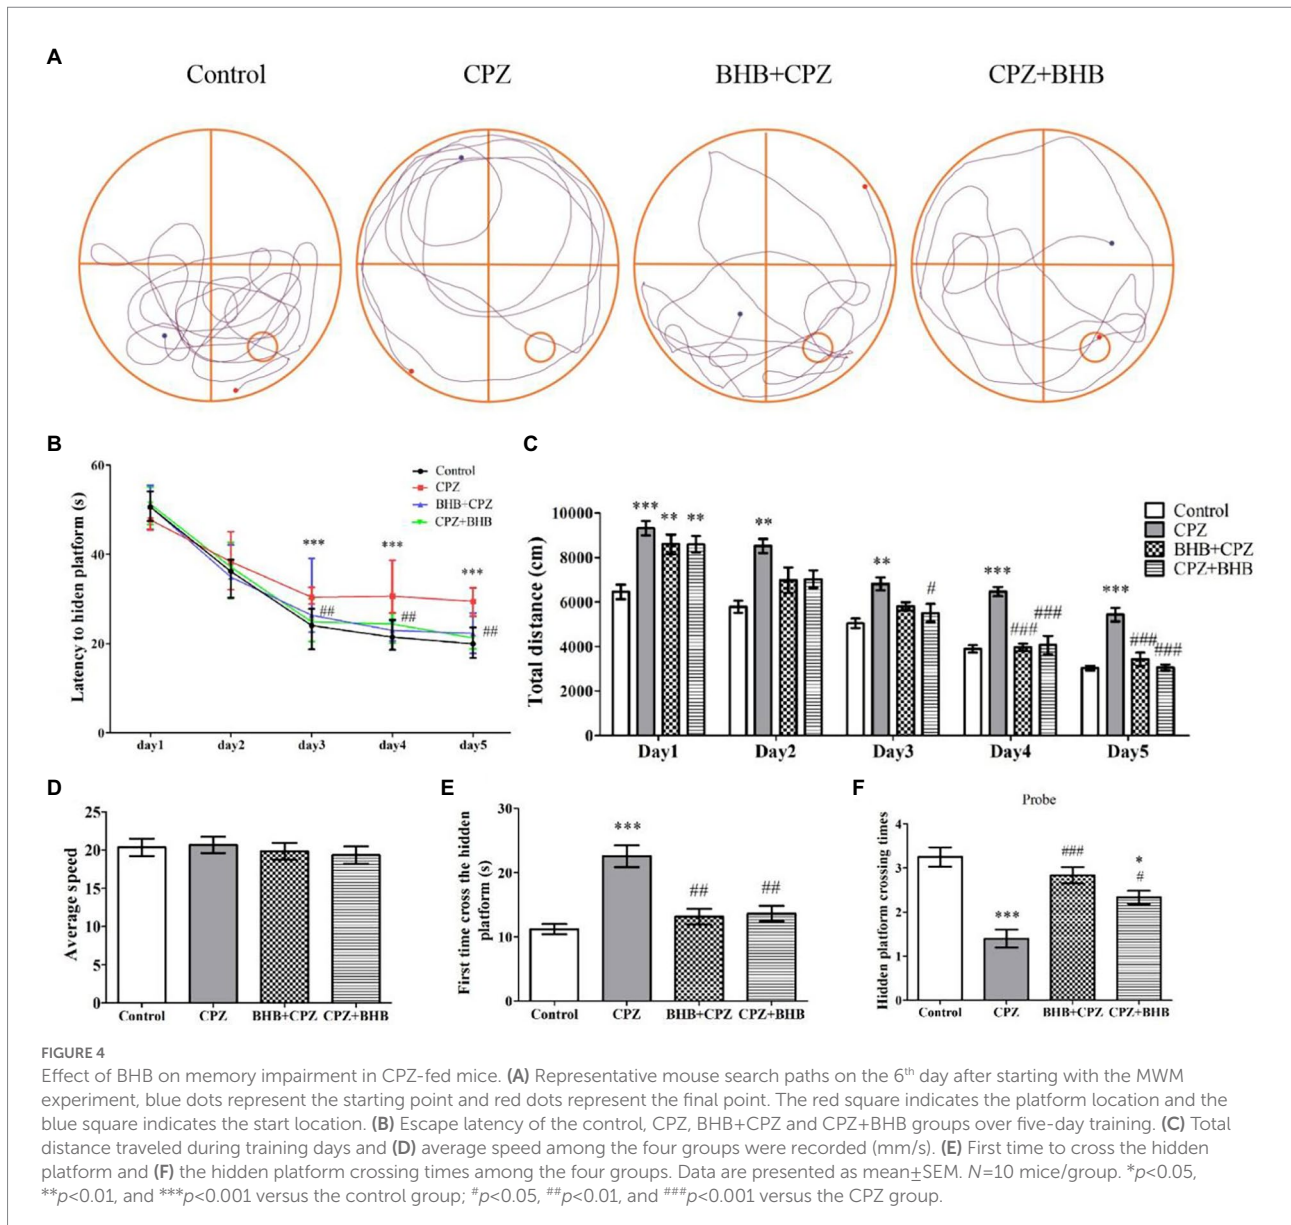 A
Control
CPZ
BHB+CPZ
CPZ+BHB
B
Latency to hidden platform (s)
60
40
20
0
day1
day2
day3
day4
day5
Control
CPZ
BHB+CPZ
CPZ+BHB
***
***
***
##
##
##
C
Total distance (cm)
10000
8000
6000
4000
2000
0
***
**
**
**
**
#
***
###
###
***
###
###
Day1
Day2
Day3
Day4
Day5
Control
CPZ
BHB+CPZ
CPZ+BHB
D
Average speed
25
20
15
10
5
0
Control
CPZ
BHB+CPZ
CPZ+BHB
E
First time cross the hidden
platform (s)
30
20
10
0
***
##
##
Control
CPZ
BHB+CPZ
CPZ+BHB
F
Probe
Hidden platform crossing times
4
3
2
1
0
***
###
*
#
Control
CPZ
BHB+CPZ
CPZ+BHB
FIGURE 4
Effect of BHB on memory impairment in CPZ-fed mice. (A) Representative mouse search paths on the 6th day after starting with the MWM
experiment, blue dots represent the starting point and red dots represent the final point. The red square indicates the platform location and the
blue square indicates the start location. (B) Escape latency of the control, CPZ, BHB+CPZ and CPZ+BHB groups over five-day training. (C) Total
distance traveled during training days and (D) average speed among the four groups were recorded (mm/s). (E) First time to cross the hidden
platform and (F) the hidden platform crossing times among the four groups. Data are presented as mean±SEM. N=10 mice/group. *p<0.05,
**p<0.01, and ***p<0.001 versus the control group; #p<0.05, ##p<0.01, and ###p<0.001 versus the CPZ group.